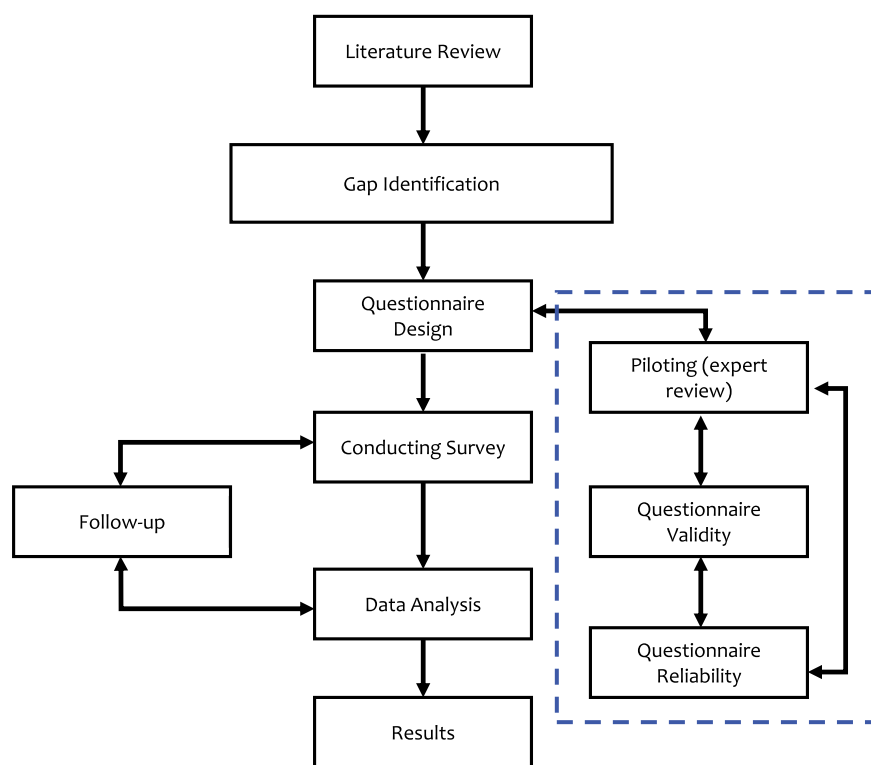 Literature Review
Gap Identification
Questionnaire
Design
Piloting (expert
review)
Conducting Survey
Follow-up
Questionnaire
Validity
Data Analysis
Questionnaire
Reliability
Results